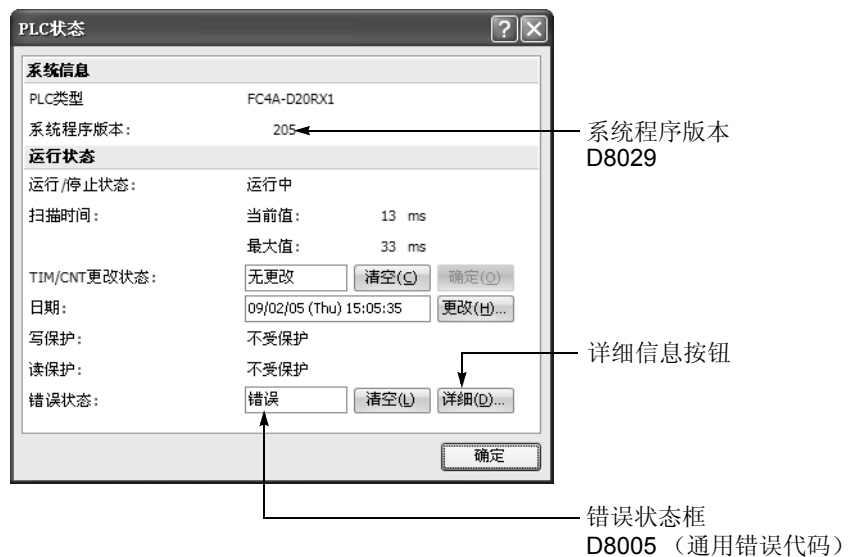 PLC状态
系统信息
PLC类型 FC4A-D20RX1
系统程序版本: 205
系统程序版本
D8029
运行状态
运行/停止状态: 运行中
扫描时间: 当前值: 13 ms
最大值: 33 ms
TIM/CNT更改状态: 无更改 清空(C) 确定(O)
日期: 09/02/05 (Thu) 15:05:35 更改(H)...
写保护: 不受保护
详细信息按钮
读保护: 不受保护
错误状态: 错误 清空(L) 详细(D)...
确定
错误状态框
D8005 （通用错误代码）